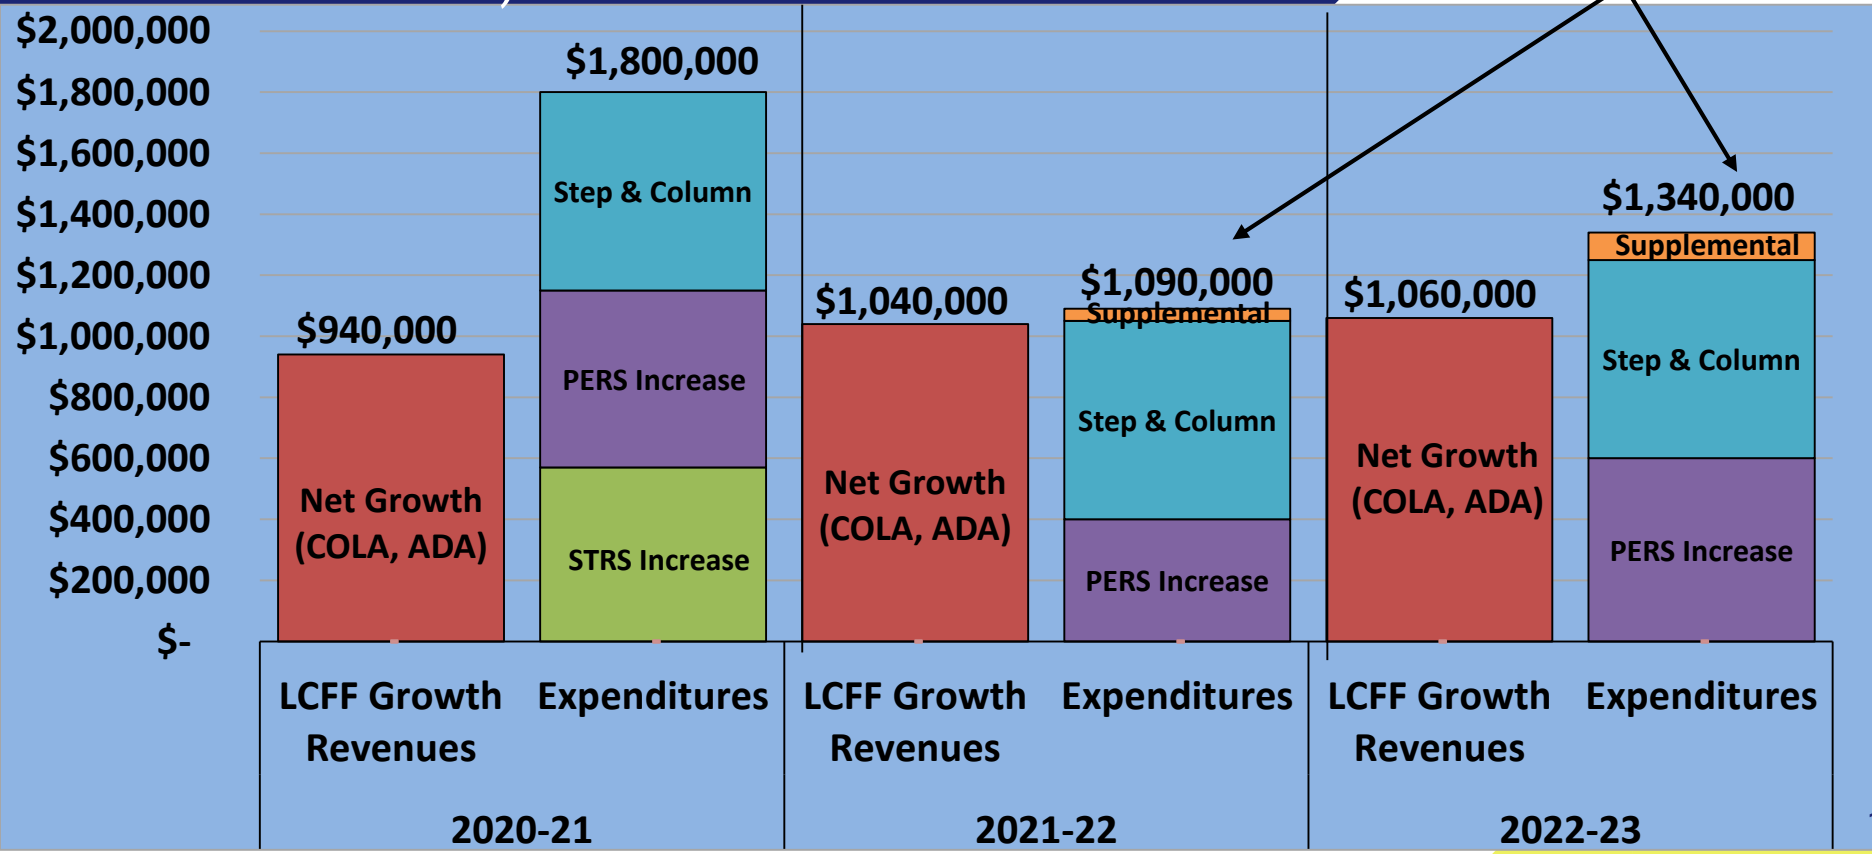 $2,000,000
$1,800,000
$1,600,000
$1,400,000
$1,200,000
$1,000,000
$800,000
$600,000
$400,000
$200,000
$-
$940,000
Net Growth
(COLA, ADA)
$1,800,000
Step & Column
PERS Increase
STRS Increase
$1,040,000
Net Growth
(COLA, ADA)
$1,090,000
Supplemental
Step & Column
PERS Increase
$1,060,000
Net Growth
(COLA, ADA)
$1,340,000
Supplemental
Step & Column
PERS Increase
LCFF Growth
Revenues
Expenditures
LCFF Growth
Revenues
Expenditures
LCFF Growth
Revenues
Expenditures
2020-21
2021-22
2022-23